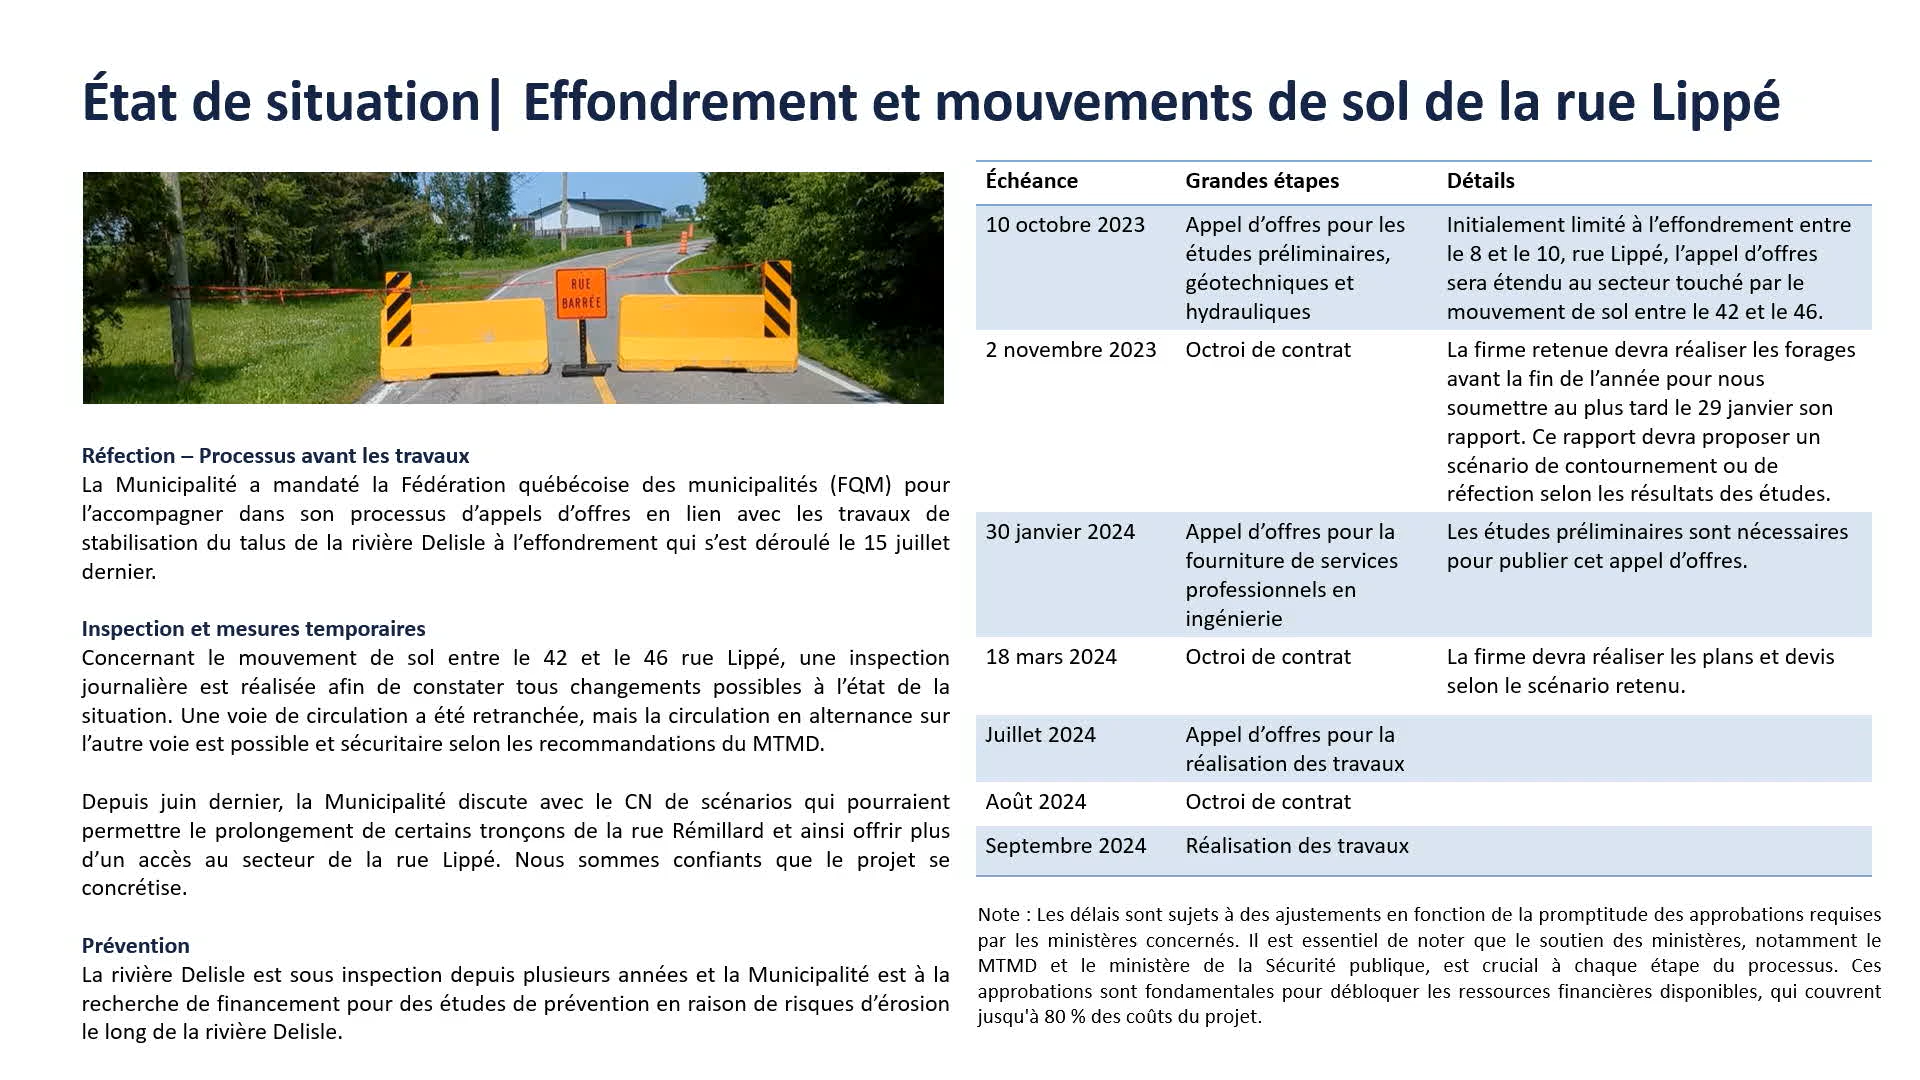 État de situation| Effondrement et mouvements de sol de la rue Lippé
RUE
BARRÉE
Réfection – Processus avant les travaux
La Municipalité a mandaté la Fédération québécoise des municipalités (FQM) pour
l’accompagner dans son processus d’appels d’offres en lien avec les travaux de
stabilisation du talus de la rivière Delisle à l’effondrement qui s’est déroulé le 15 juillet
dernier.
Inspection et mesures temporaires
Concernant le mouvement de sol entre le 42 et le 46 rue Lippé, une inspection
journalière est réalisée afin de constater tous changements possibles à l’état de la
situation. Une voie de circulation a été retranchée, mais la circulation en alternance sur
l’autre voie est possible et sécuritaire selon les recommandations du MTMD.
Depuis juin dernier, la Municipalité discute avec le CN de scénarios qui pourraient
permettre le prolongement de certains tronçons de la rue Rémillard et ainsi offrir plus
d’un accès au secteur de la rue Lippé. Nous sommes confiants que le projet se
concrétise.
Prévention
La rivière Delisle est sous inspection depuis plusieurs années et la Municipalité est à la
recherche de financement pour des études de prévention en raison de risques d’érosion
le long de la rivière Delisle.
Échéance Grandes étapes Détails
10 octobre 2023 Appel d’offres pour les Initialement limité à l’effondrement entre
études préliminaires, le 8 et le 10, rue Lippé, l’appel d’offres
géotechniques et sera étendu au secteur touché par le
hydrauliques mouvement de sol entre le 42 et le 46.
2 novembre 2023 Octroi de contrat La firme retenue devra réaliser les forages
avant la fin de l’année pour nous
soumettre au plus tard le 29 janvier son
rapport. Ce rapport devra proposer un
scénario de contournement ou de
réfection selon les résultats des études.
30 janvier 2024 Appel d’offres pour la Les études préliminaires sont nécessaires
fourniture de services pour publier cet appel d’offres.
professionnels en
ingénierie
18 mars 2024 Octroi de contrat La firme devra réaliser les plans et devis
selon le scénario retenu.
Juillet 2024 Appel d’offres pour la
réalisation des travaux
Août 2024 Octroi de contrat
Septembre 2024 Réalisation des travaux
Note : Les délais sont sujets à des ajustements en fonction de la promptitude des approbations requises
par les ministères concernés. Il est essentiel de noter que le soutien des ministères, notamment le
MTMD et le ministère de la Sécurité publique, est crucial à chaque étape du processus. Ces
approbations sont fondamentales pour débloquer les ressources financières disponibles, qui couvrent
jusqu'à 80 % des coûts du projet.